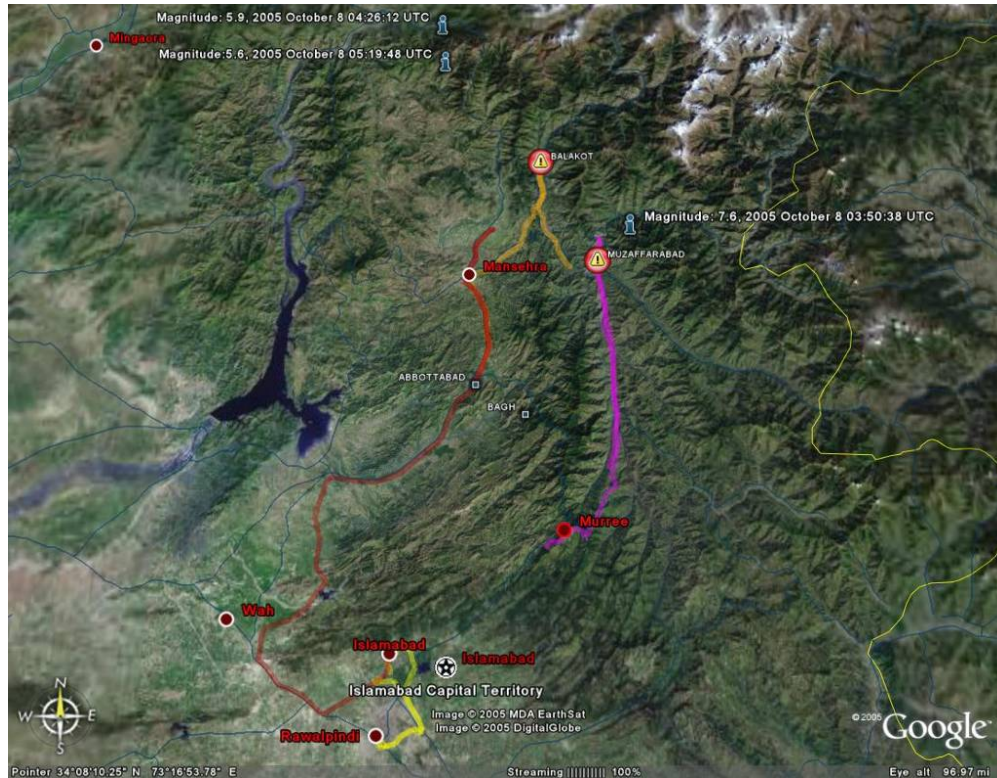 Magnitude: 5.9, 2005 October 8 04:26:12 UTC
Mingaora
Magnitude:5.6, 2005 October 8 05:19:48 UTC
BALAKOT
Magnitude: 7.6, 2005 October 8 03:50:38 UTC
MUZAFFARABAD
Mansehra
ABBOTTABAD
BAGH
Murree
Wah
Islamabad
Islamabad
Islamabad Capital Territory
N
W E
S
Image © 2005 MDA EarthSat
Image © 2005 DigitalGlobe
Rawalpindi
© 2005 Google™
Pointer 34°08'10.25" N 73°16'53.78" E
Streaming |||||||||| 100%
Eye alt 96.97 mi